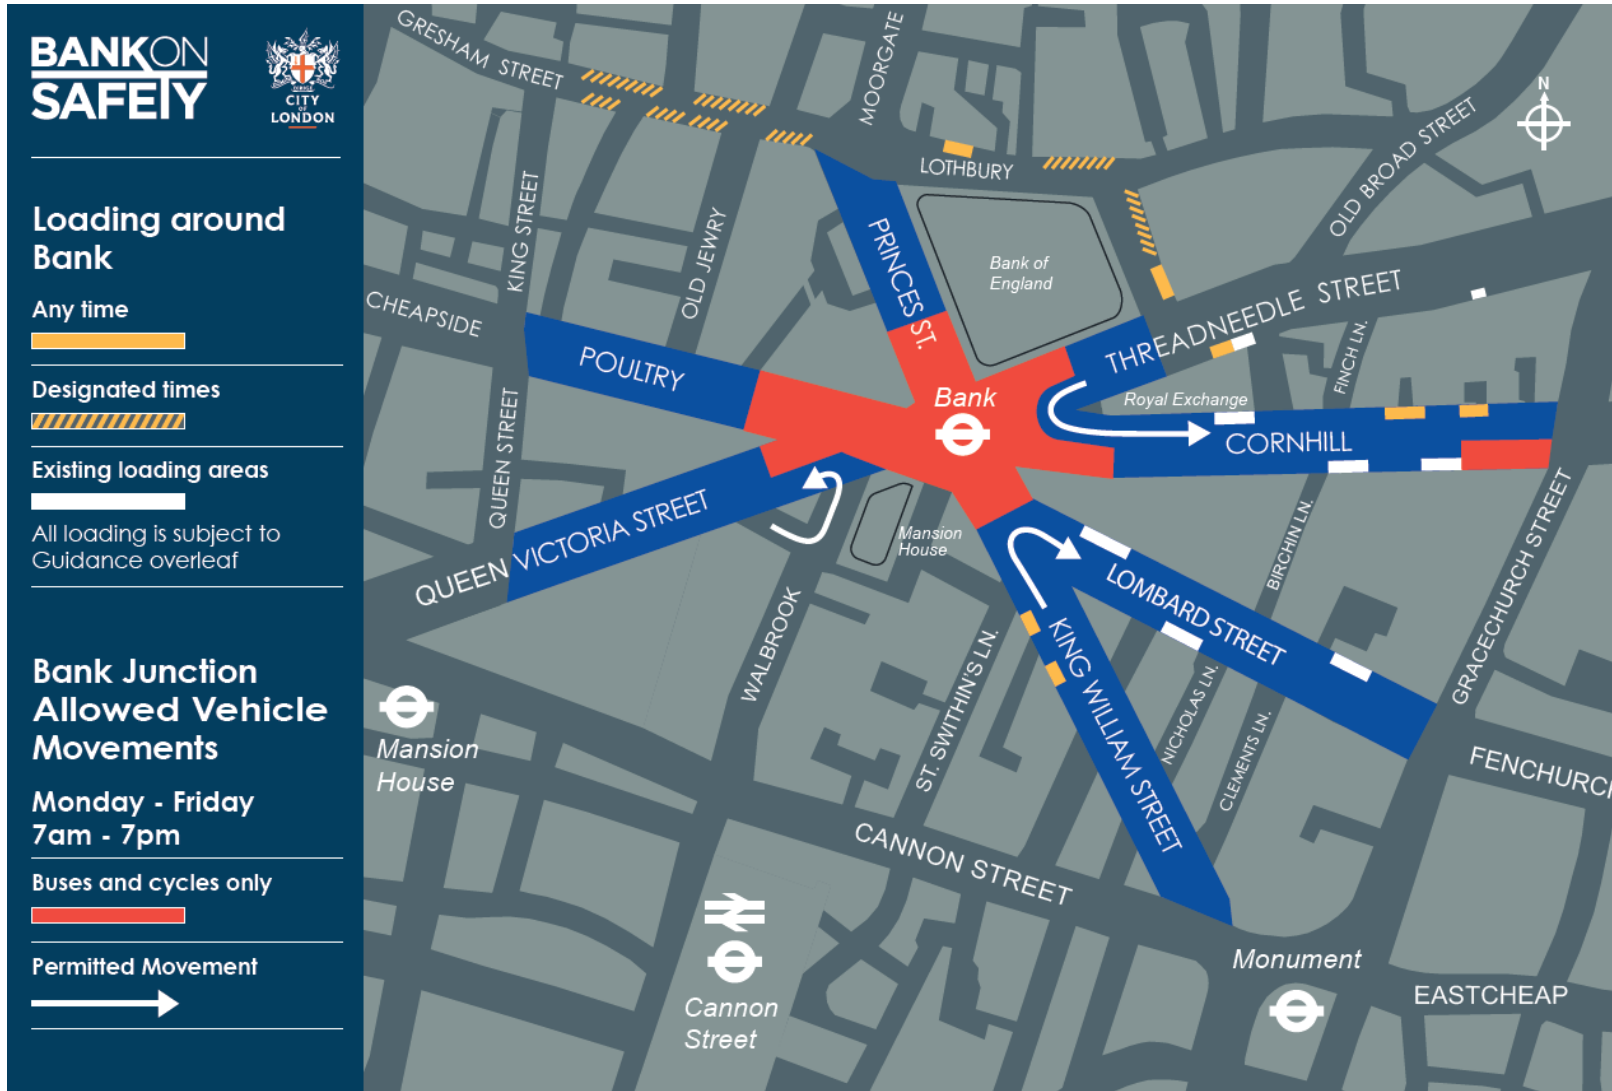 BANKON
SAFETY
CITY
OF
LONDON
Loading around
Bank
Any time
Designated times
Existing loading areas
All loading is subject to
Guidance overleaf
Bank Junction
Allowed Vehicle
Movements
Monday - Friday
7am - 7pm
Buses and cycles only
Permitted Movement
GRESHAM STREET
MOORGATE
LOTHBURY
OLD BROAD STREET
N
KING STREET
OLD JEWRY
PRINCES ST.
Bank of
England
THREADNEEDLE STREET
CHEAPSIDE
POULTRY
FINCH LN.
Bank
Royal Exchange
CORNHILL
QUEEN STREET
QUEEN VICTORIA STREET
Mansion
House
BIRCHIN LN.
GRACECHURCH STREET
LOMBARD STREET
WALBROOK
ST. SWITHIN'S LN.
KING WILLIAM STREET
NICHOLAS LN.
CLEMENTS LN.
Mansion
House
FENCHURCH
CANNON STREET
Cannon
Street
Monument
EASTCHEAP